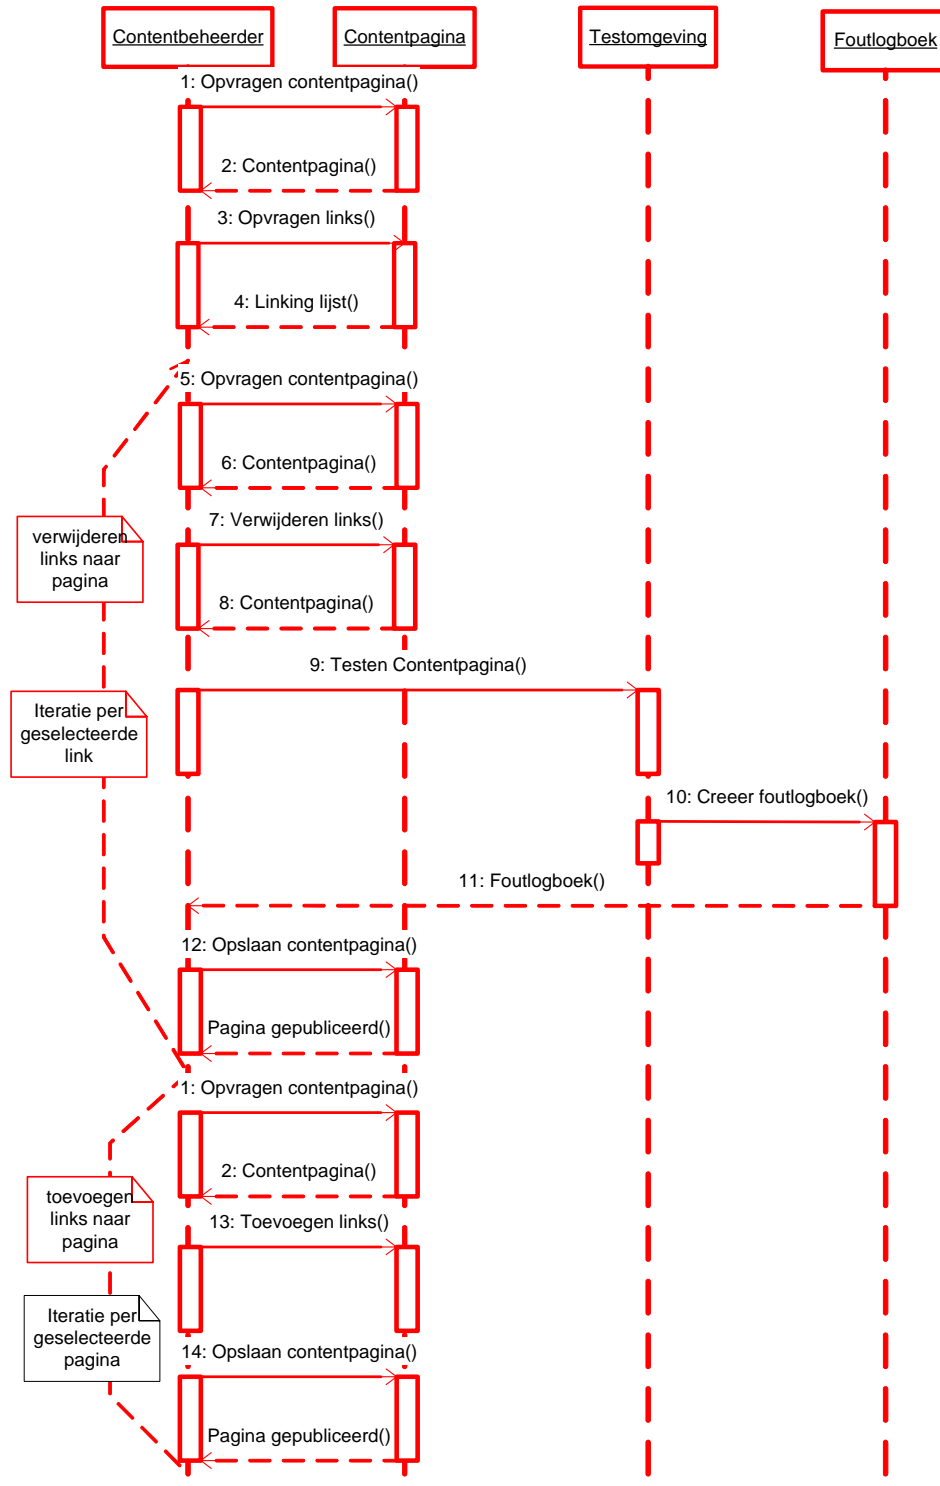 Contentbeheerder
Contentpagina
Testomgeving
Foutlogboek
1: Opvragen contentpagina()
2: Contentpagina()
3: Opvragen links()
4: Linking lijst()
5: Opvragen contentpagina()
6: Contentpagina()
7: Verwijderen links()
verwijderen
links naar
pagina
8: Contentpagina()
9: Testen Contentpagina()
Iteratie per
geselecteerde
link
10: Creeer foutlogboek()
11: Foutlogboek()
12: Opslaan contentpagina()
Pagina gepubliceerd()
1: Opvragen contentpagina()
2: Contentpagina()
toevoegen
links naar
pagina
13: Toevoegen links()
Iteratie per
geselecteerde
pagina
14: Opslaan contentpagina()
Pagina gepubliceerd()